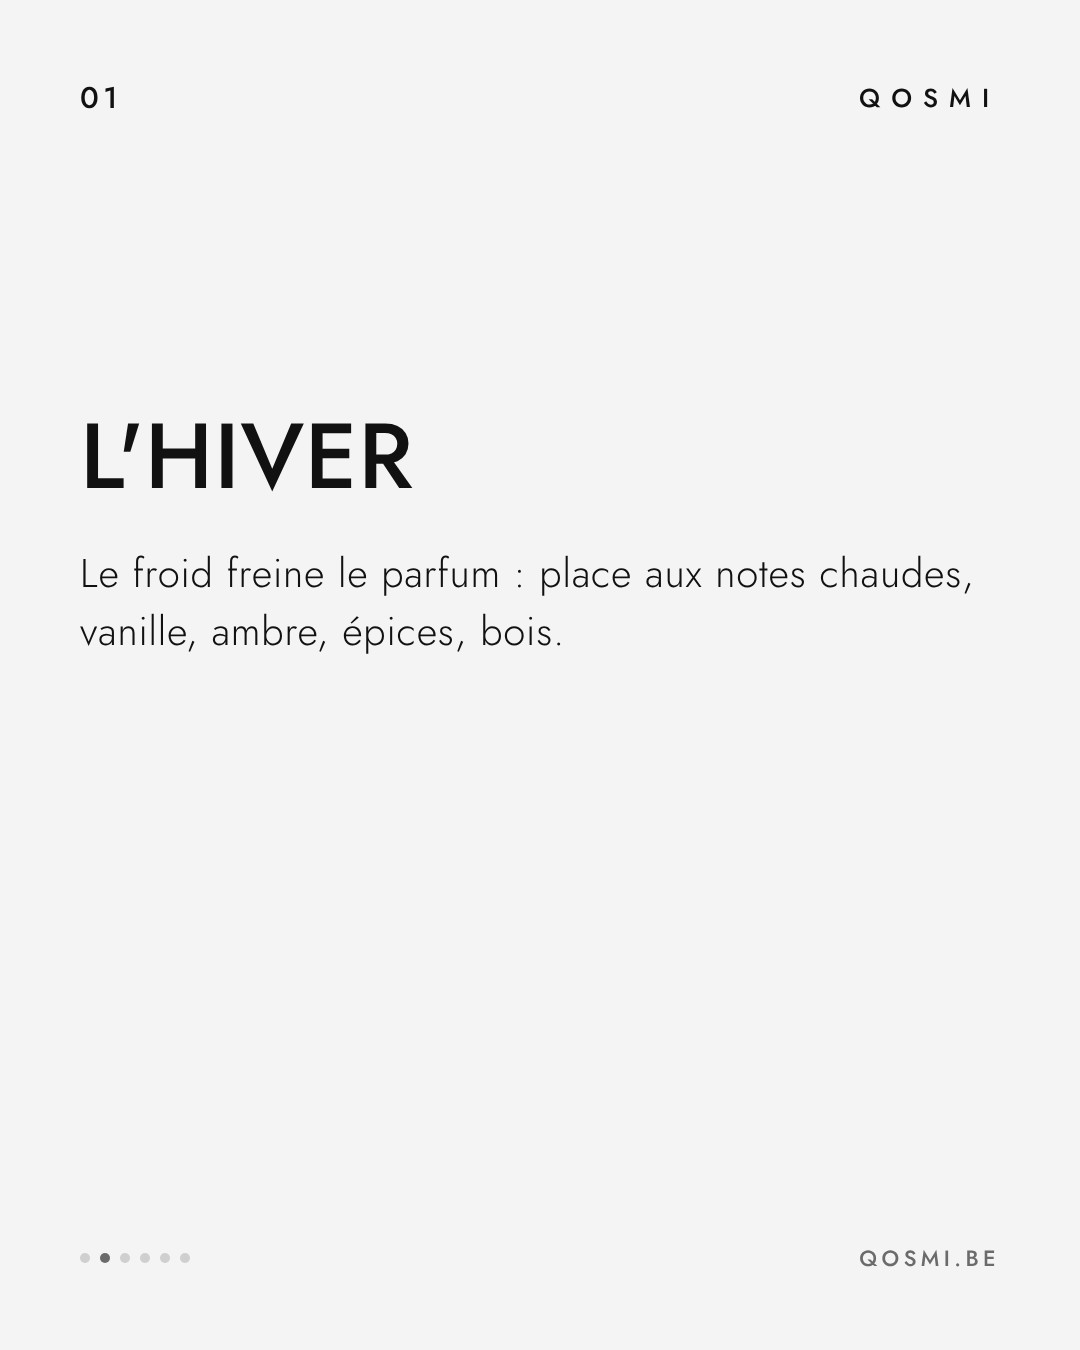 01
QOSMI
L'HIVER
Le froid freine le parfum : place aux notes chaudes,
vanille, ambre, épices, bois.
QOSMI.BE